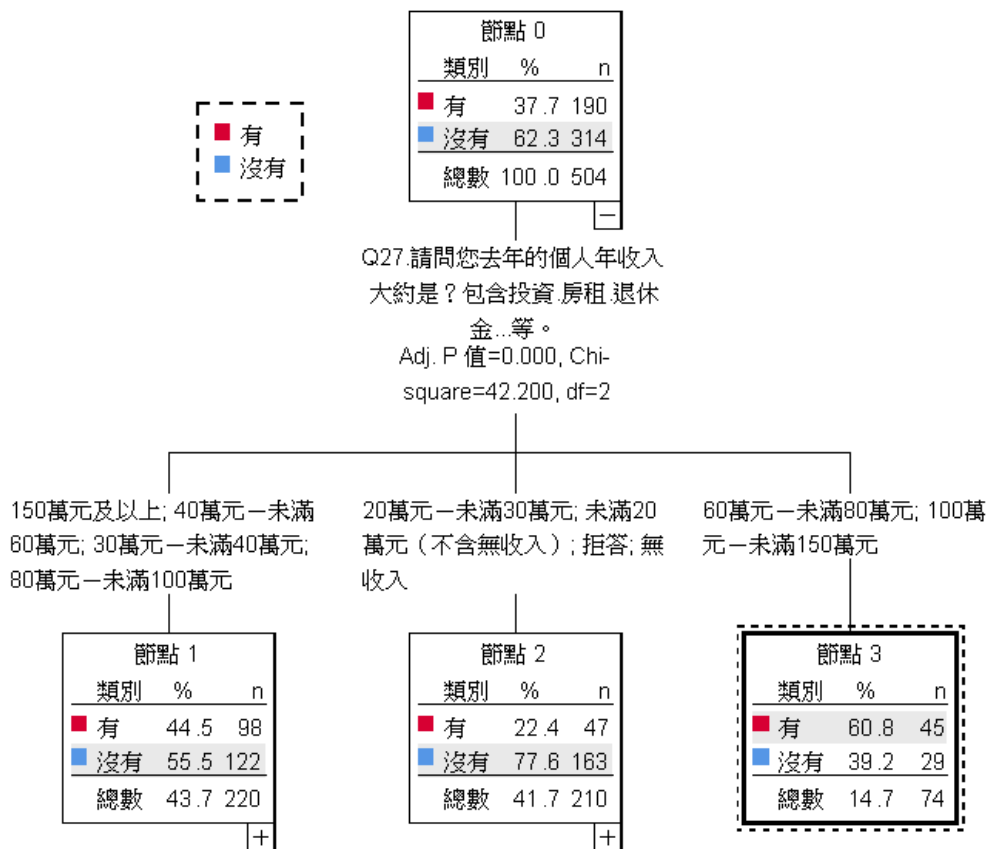 節點 0
類別 % n
有 37.7 190
沒有 62.3 314
總數 100.0 504
有
沒有
Q27.請問您去年的個人年收入
大約是？包含投資.房租.退休
金...等。
Adj. P 值=0.000, Chi-
square=42.200, df=2
150萬元及以上; 40萬元－未滿
60萬元; 30萬元－未滿40萬元;
80萬元－未滿100萬元
20萬元－未滿30萬元; 未滿20
萬元（不含無收入）; 拒答; 無
收入
60萬元－未滿80萬元; 100萬
元－未滿150萬元
節點 1
類別 % n
有 44.5 98
沒有 55.5 122
總數 43.7 220
節點 2
類別 % n
有 22.4 47
沒有 77.6 163
總數 41.7 210
節點 3
類別 % n
有 60.8 45
沒有 39.2 29
總數 14.7 74